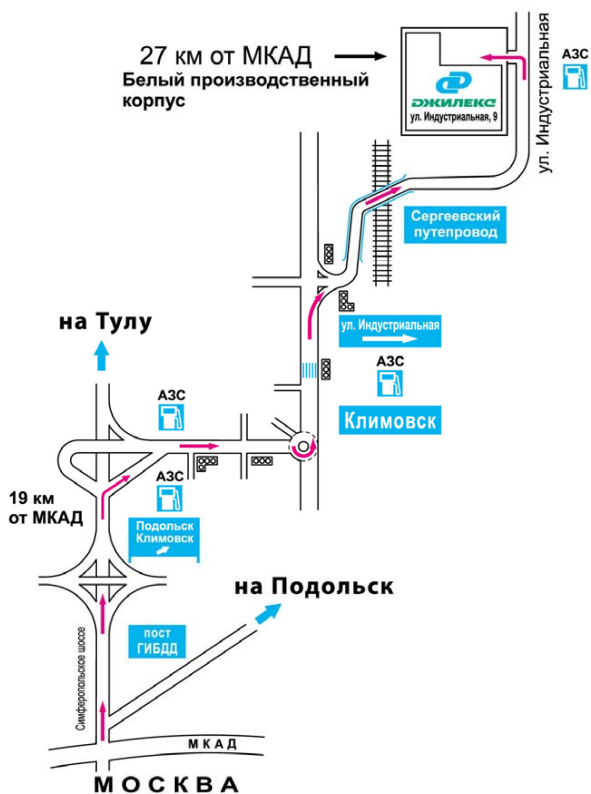 27 км от МКАД
Белый производственный
корпус
ДЖИЛЕКС
ул. Индустриальная, 9
ул. Индустриальная
АЗС
Сергеевский
путепровод
на Тулу
ул. Индустриальная
АЗС
АЗС
Климовск
АЗС
19 км
от МКАД
Подольск
Климовск
на Подольск
пост
ГИБДД
Симферопольское шоссе
МКАД
МОСКВА